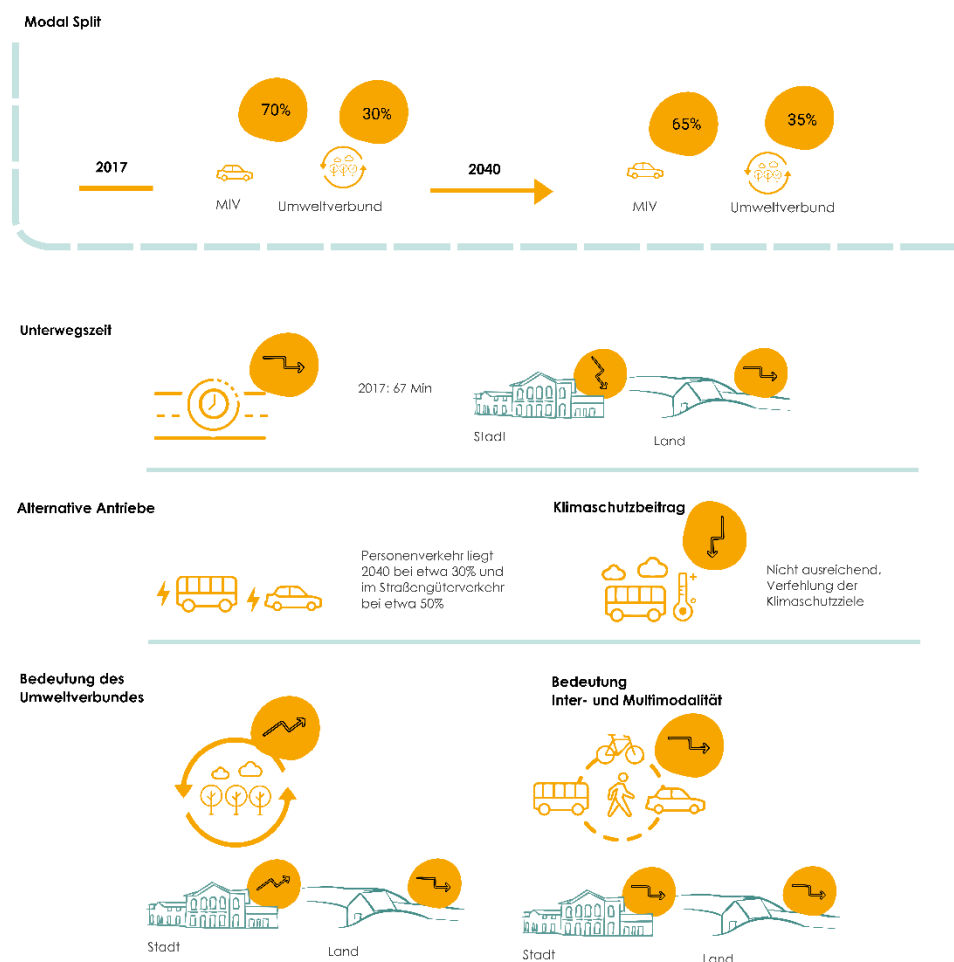 Modal Split
70%
30%
65%
35%
2017
2040
MIV
Umweltverbund
MIV
Umweltverbund
Unterwegszeit
2017: 67 Min
Stadt
Land
Alternative Antriebe
Personenverkehr liegt
2040 bei etwa 30% und
im Straßengüterverkehr
bei etwa 50%
Klimaschutzbeitrag
Nicht ausreichend,
Verfehlung der
Klimaschutzziele
Bedeutung des
Umweltverbundes
Stadt
Land
Bedeutung
Inter- und Multimodalität
Stadt
Land